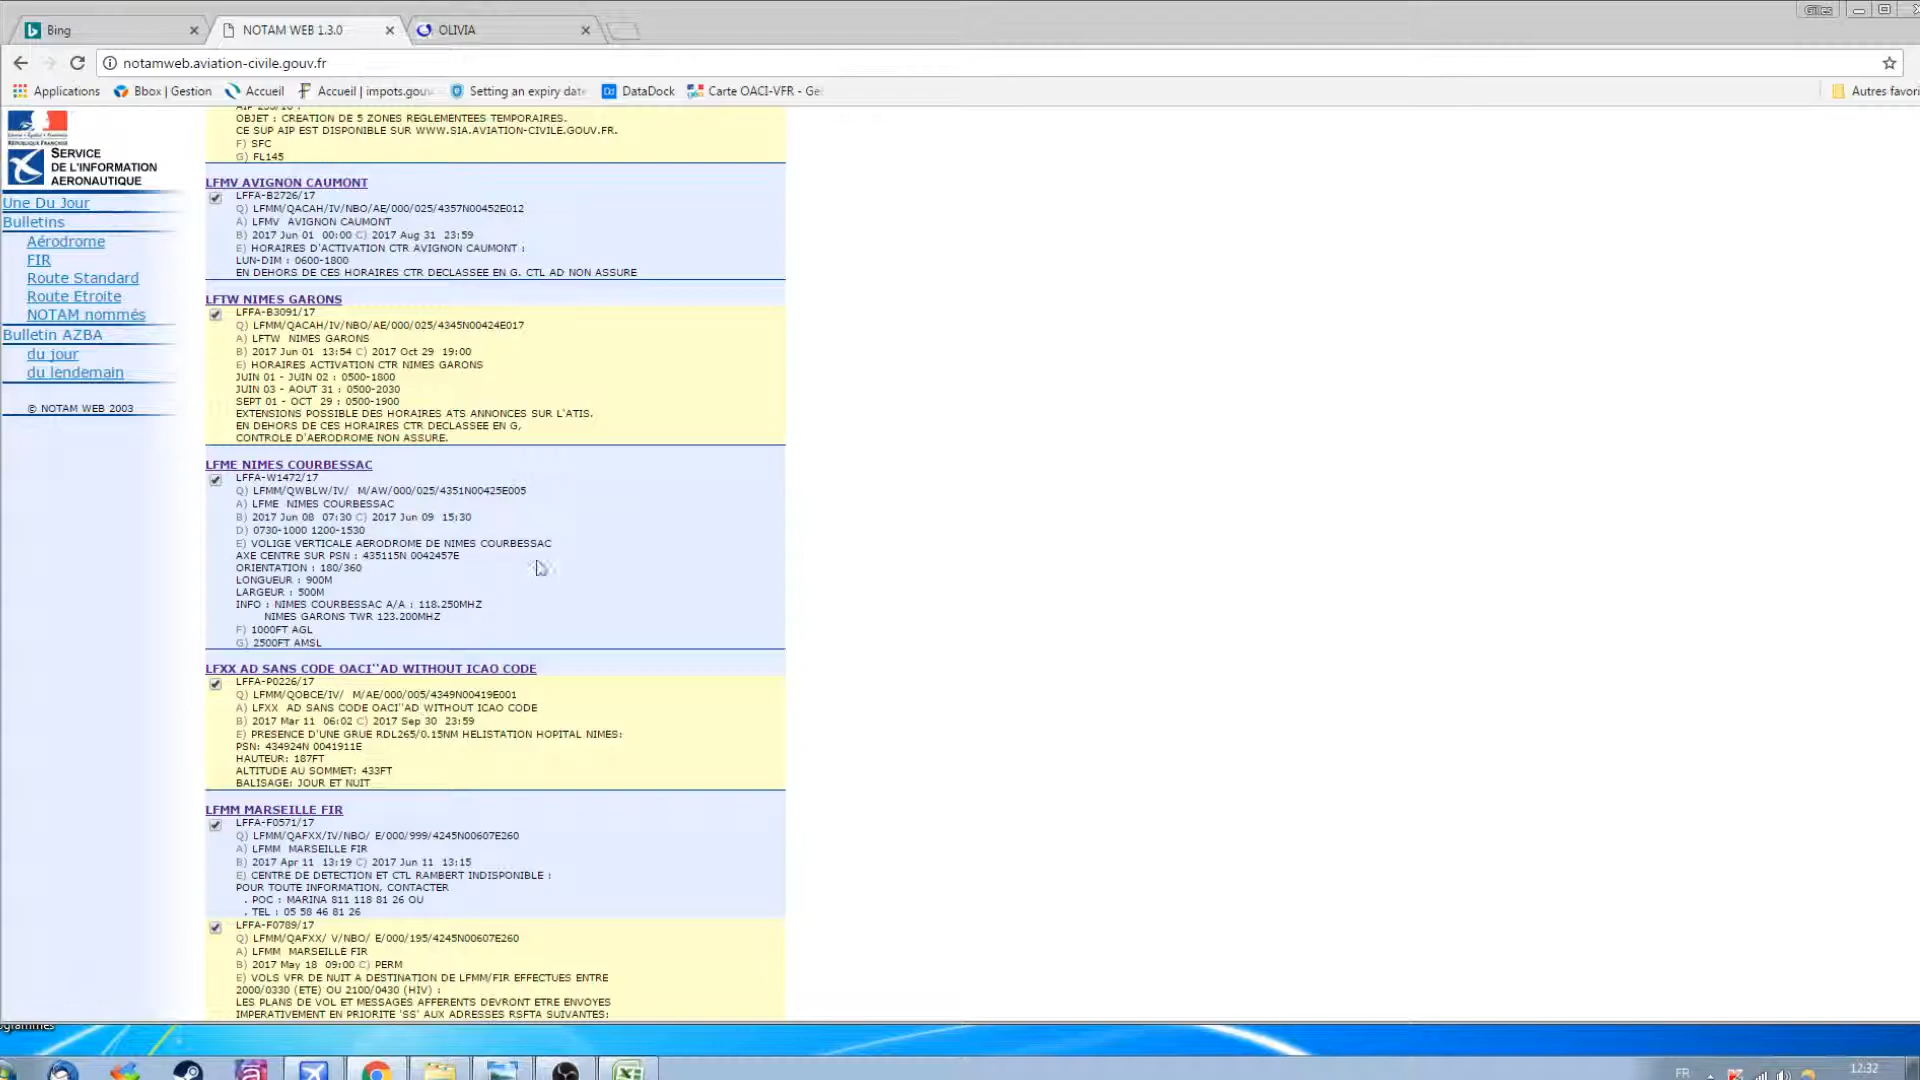 Gilles
Bing
NOTAM WEB 1.3.0
OLIVIA
notamweb.aviation-civile.gouv.fr
Applications
Bbox | Gestion
Accueil
Accueil | impots.gouv
Setting an expiry date
DataDock
Carte OACI-VFR - Ge
Autres favori
SERVICE
DE L'INFORMATION
AERONAUTIQUE
Une Du Jour
Bulletins
Aérodrome
FIR
Route Standard
Route Etroite
NOTAM nommés
Bulletin AZBA
du jour
du lendemain
© NOTAM WEB 2003
OBJET : CREATION DE 5 ZONES REGLEMENTEES TEMPORAIRES.
CE SUP AIP EST DISPONIBLE SUR WWW.SIA.AVIATION-CIVILE.GOUV.FR.
F) SFC
G) FL145
LFMV AVIGNON CAUMONT
LFFA-B2726/17
Q) LFMM/QACAH/IV/NBO/AE/000/025/4357N00452E012
A) LFMV AVIGNON CAUMONT
B) 2017 Jun 01 00:00 C) 2017 Aug 31 23:59
E) HORAIRES D'ACTIVATION CTR AVIGNON CAUMONT :
LUN-DIM : 0600-1800
EN DEHORS DE CES HORAIRES CTR DECLASSEE EN G. CTL AD NON ASSURE
LFTW NIMES GARONS
LFFA-B3091/17
Q) LFMM/QACAH/IV/NBO/AE/000/025/4345N00424E017
A) LFTW NIMES GARONS
B) 2017 Jun 01 13:54 C) 2017 Oct 29 19:00
E) HORAIRES ACTIVATION CTR NIMES GARONS
JUIN 01 - JUIN 02 : 0500-1800
JUIN 03 - AOUT 31 : 0500-2030
SEPT 01 - OCT 29 : 0500-1900
EXTENSIONS POSSIBLE DES HORAIRES ATS ANNONCES SUR L'ATIS.
EN DEHORS DE CES HORAIRES CTR DECLASSEE EN G,
CONTROLE D'AERODROME NON ASSURE.
LFME NIMES COURBESSAC
LFFA-W1472/17
Q) LFMM/QWBLW/IV/ M/AW/000/025/4351N00425E005
A) LFME NIMES COURBESSAC
B) 2017 Jun 08 07:30 C) 2017 Jun 09 15:30
D) 0730-1000 1200-1530
E) VOLIGE VERTICALE AERODROME DE NIMES COURBESSAC
AXE CENTRE SUR PSN : 435115N 0042457E
ORIENTATION : 180/360
LONGUEUR : 900M
LARGEUR : 500M
INFO : NIMES COURBESSAC A/A : 118.250MHZ
NIMES GARONS TWR 123.200MHZ
F) 1000FT AGL
G) 2500FT AMSL
LFXX AD SANS CODE OACI''AD WITHOUT ICAO CODE
LFFA-P0226/17
Q) LFMM/QOBCE/IV/ M/AE/000/005/4349N00419E001
A) LFXX AD SANS CODE OACI''AD WITHOUT ICAO CODE
B) 2017 Mar 11 06:02 C) 2017 Sep 30 23:59
E) PRESENCE D'UNE GRUE RDL265/0.15NM HELISTATION HOPITAL NIMES:
PSN: 434924N 0041911E
HAUTEUR: 187FT
ALTITUDE AU SOMMET: 433FT
BALISAGE: JOUR ET NUIT
LFMM MARSEILLE FIR
LFFA-F0571/17
Q) LFMM/QAFXX/IV/NBO/ E/000/999/4245N00607E260
A) LFMM MARSEILLE FIR
B) 2017 Apr 11 13:19 C) 2017 Jun 11 13:15
E) CENTRE DE DETECTION ET CTL RAMBERT INDISPONIBLE :
POUR TOUTE INFORMATION, CONTACTER
. POC : MARINA 811 118 81 26 OU
. TEL : 05 58 46 81 26
LFFA-F0789/17
Q) LFMM/QAFXX/ V/NBO/ E/000/195/4245N00607E260
A) LFMM MARSEILLE FIR
B) 2017 May 18 09:00 C) PERM
E) VOLS VFR DE NUIT A DESTINATION DE LFMM/FIR EFFECTUES ENTRE
2000/0330 (ETE) OU 2100/0430 (HIV) :
LES PLANS DE VOL ET MESSAGES AFFERENTS DEVRONT ETRE ENVOYES
IMPERATIVEMENT EN PRIORITE 'SS' AUX ADRESSES RSFTA SUIVANTES:
FR
12:32